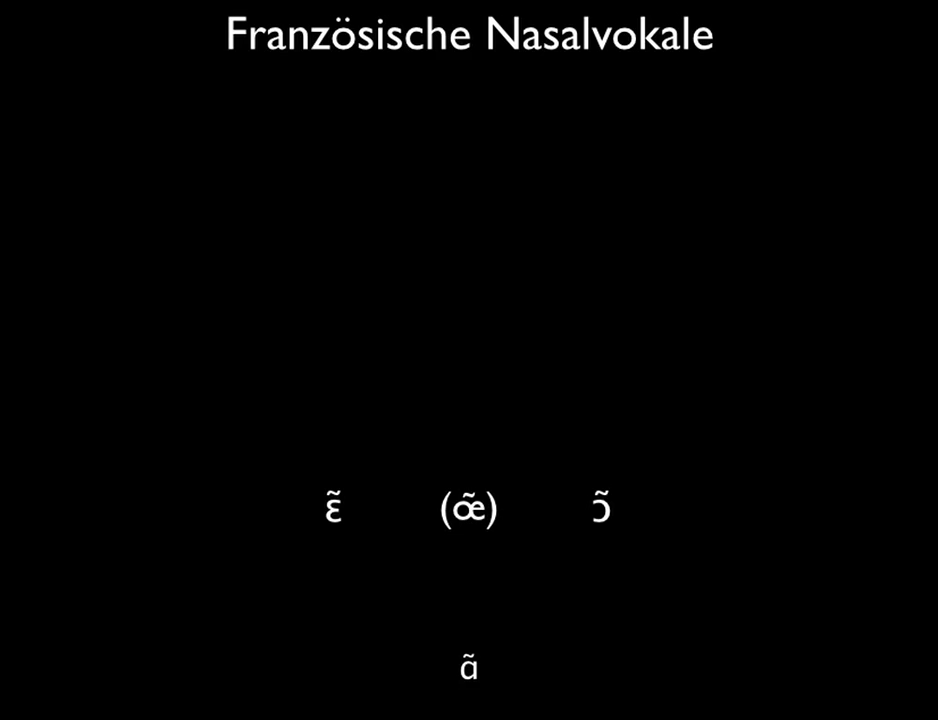 Französische Nasalvokale
ɛ̃ (œ̃) ɔ̃
ɑ̃